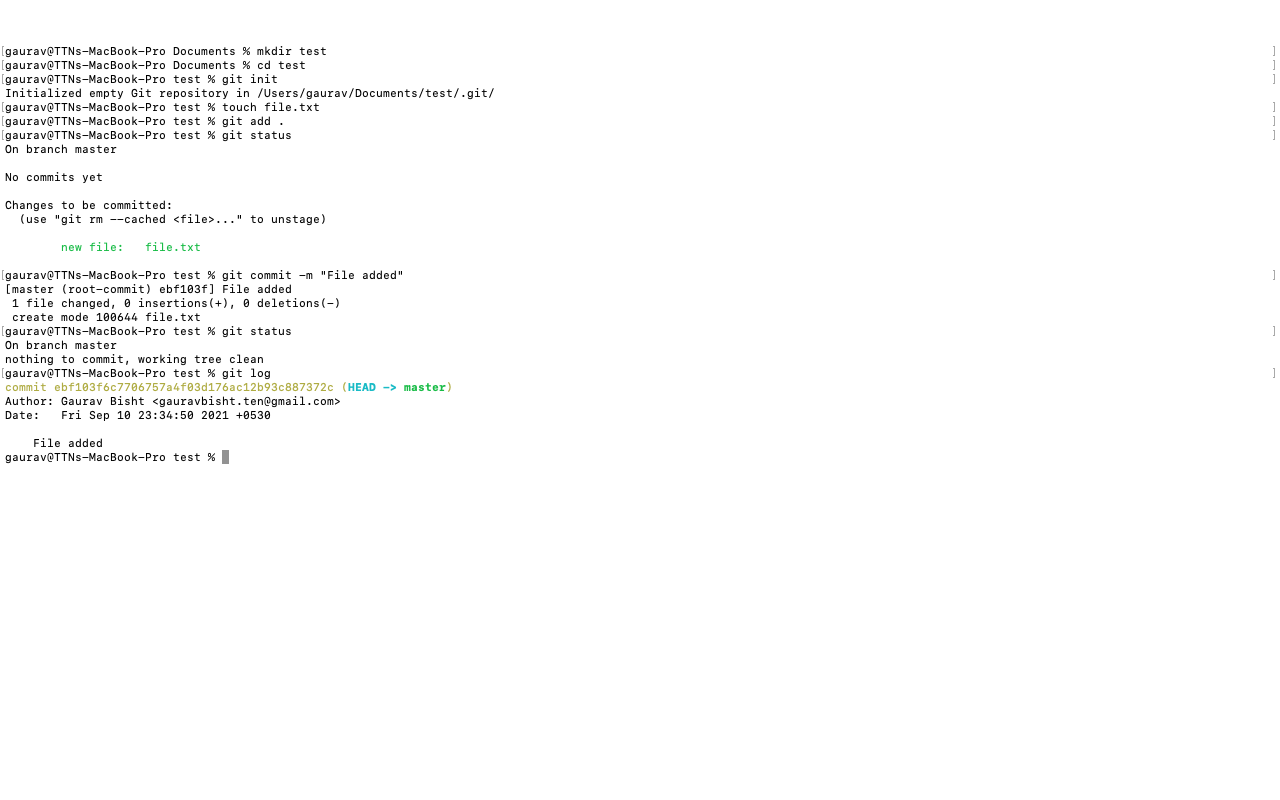 [gaurav@TTNs-MacBook-Pro Documents % mkdir test ]
[gaurav@TTNs-MacBook-Pro Documents % cd test ]
[gaurav@TTNs-MacBook-Pro test % git init ]
Initialized empty Git repository in /Users/gaurav/Documents/test/.git/
[gaurav@TTNs-MacBook-Pro test % touch file.txt ]
[gaurav@TTNs-MacBook-Pro test % git add . ]
[gaurav@TTNs-MacBook-Pro test % git status ]
On branch master
No commits yet
Changes to be committed:
  (use "git rm --cached <file>..." to unstage)
        new file:   file.txt
[gaurav@TTNs-MacBook-Pro test % git commit -m "File added" ]
[master (root-commit) ebf103f] File added
 1 file changed, 0 insertions(+), 0 deletions(-)
 create mode 100644 file.txt
[gaurav@TTNs-MacBook-Pro test % git status ]
On branch master
nothing to commit, working tree clean
[gaurav@TTNs-MacBook-Pro test % git log ]
commit ebf103f6c7706757a4f03d176ac12b93c887372c (HEAD -> master)
Author: Gaurav Bisht <gauravbisht.ten@gmail.com>
Date:   Fri Sep 10 23:34:50 2021 +0530
    File added
gaurav@TTNs-MacBook-Pro test %